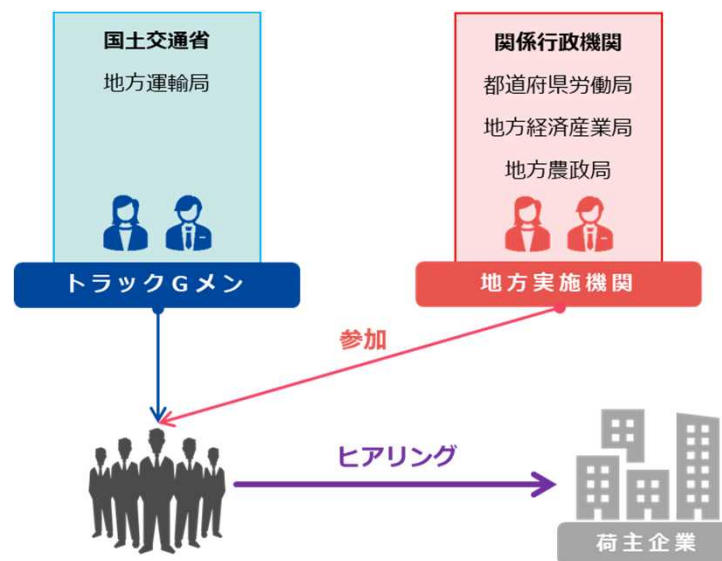 国土交通省
地方運輸局
トラックGメン
関係行政機関
都道府県労働局
地方経済産業局
地方農政局
地方実施機関
参加
ヒアリング
荷主企業